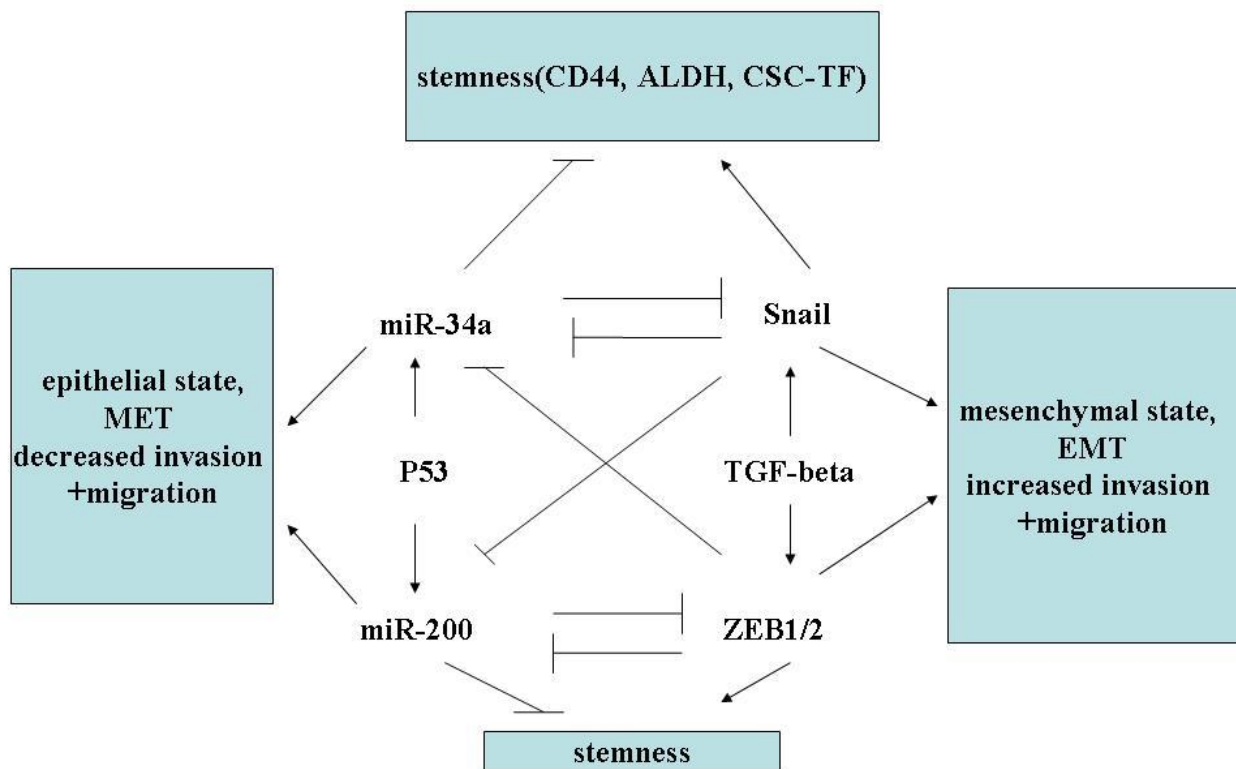 stemness(CD44, ALDH, CSC-TF)
miR-34a
Snail
epithelial state,
MET
decreased invasion
+migration
P53
TGF-beta
mesenchymal state,
EMT
increased invasion
+migration
miR-200
ZEB1/2
stemness